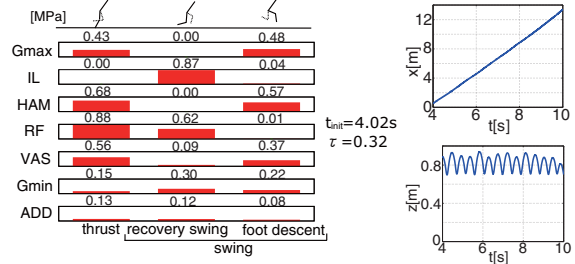 [MPa]
Gmax 0.43 0.00 0.48
IL 0.00 0.87 0.04
HAM 0.68 0.00 0.57
RF 0.88 0.62 0.01
VAS 0.56 0.09 0.37
Gmin 0.15 0.30 0.22
ADD 0.13 0.12 0.08
thrust recovery swing foot descent
swing
tinit=4.02s
τ =0.32
x[m]
12
8
4
0
4 6 8 10
t[s]
z[m]
0.8
0.4
0
4 6 8 10
t[s]